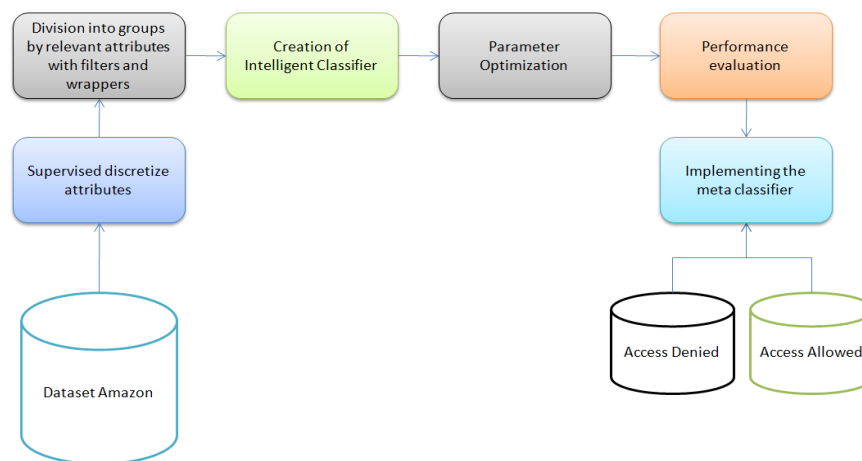 Division into groups
by relevant attributes
with filters and
wrappers
Creation of
Intelligent Classifier
Parameter
Optimization
Performance
evaluation
Supervised discretize
attributes
Implementing the
meta classifier
Dataset Amazon
Access Denied
Access Allowed